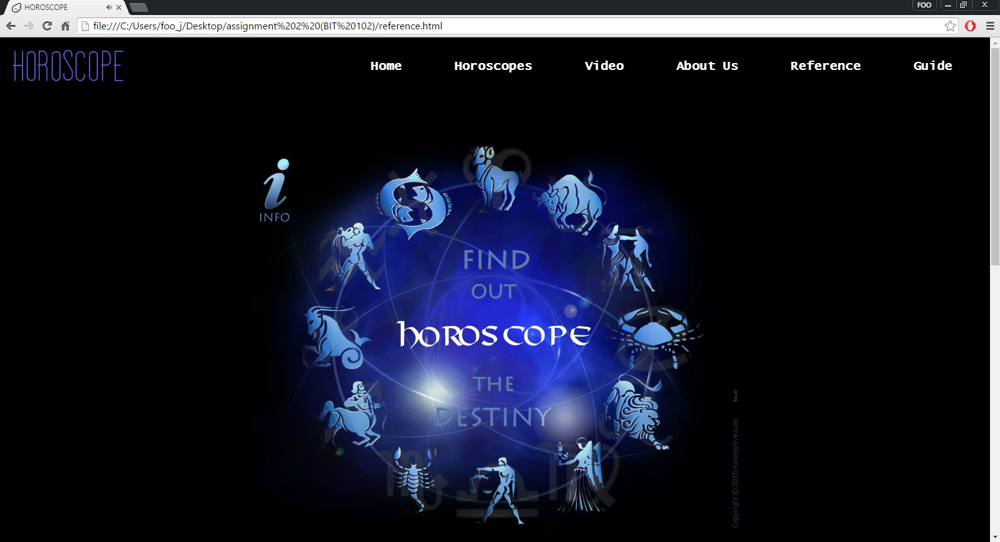 HOROSCOPE
FOO
file:///C:/Users/foo_j/Desktop/assignment%202%20(BIT%20102)/reference.html
HOROSCOPE
Home Horoscopes Video About Us Reference Guide
i
INFO
FIND
OUT
HOROSCOPE
THE
DESTINY
Copyright © 2015 runwaylive.com